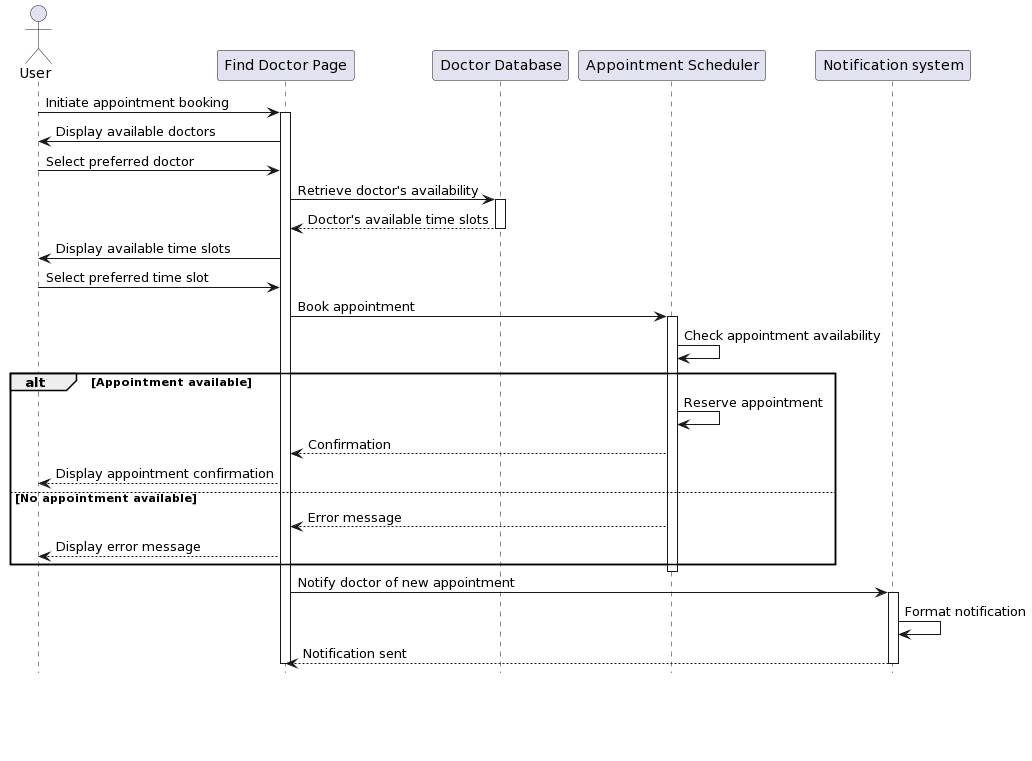 User
Find Doctor Page
Doctor Database
Appointment Scheduler
Notification system
Initiate appointment booking
Display available doctors
Select preferred doctor
Retrieve doctor's availability
Doctor's available time slots
Display available time slots
Select preferred time slot
Book appointment
Check appointment availability
alt
[Appointment available]
Reserve appointment
Confirmation
Display appointment confirmation
[No appointment available]
Error message
Display error message
Notify doctor of new appointment
Format notification
Notification sent